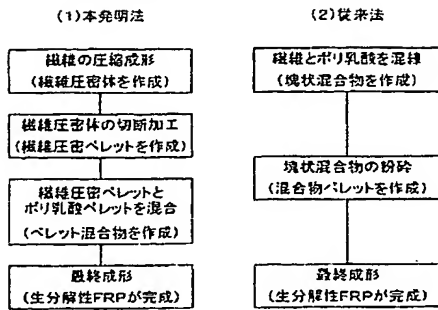 (1)本発明法
繊維の圧縮成形
(繊維圧密体を作成)
繊維圧密体の切断加工
(繊維圧密ペレットを作成)
繊維圧密ペレットと
ポリ乳酸ペレットを混合
(ペレット混合物を作成)
最終成形
(生分解性FRPが完成)
(2)従来法
繊維とポリ乳酸を混練
(塊状混合物を作成)
塊状混合物の粉砕
(混合物ペレットを作成)
最終成形
(生分解性FRPが完成)